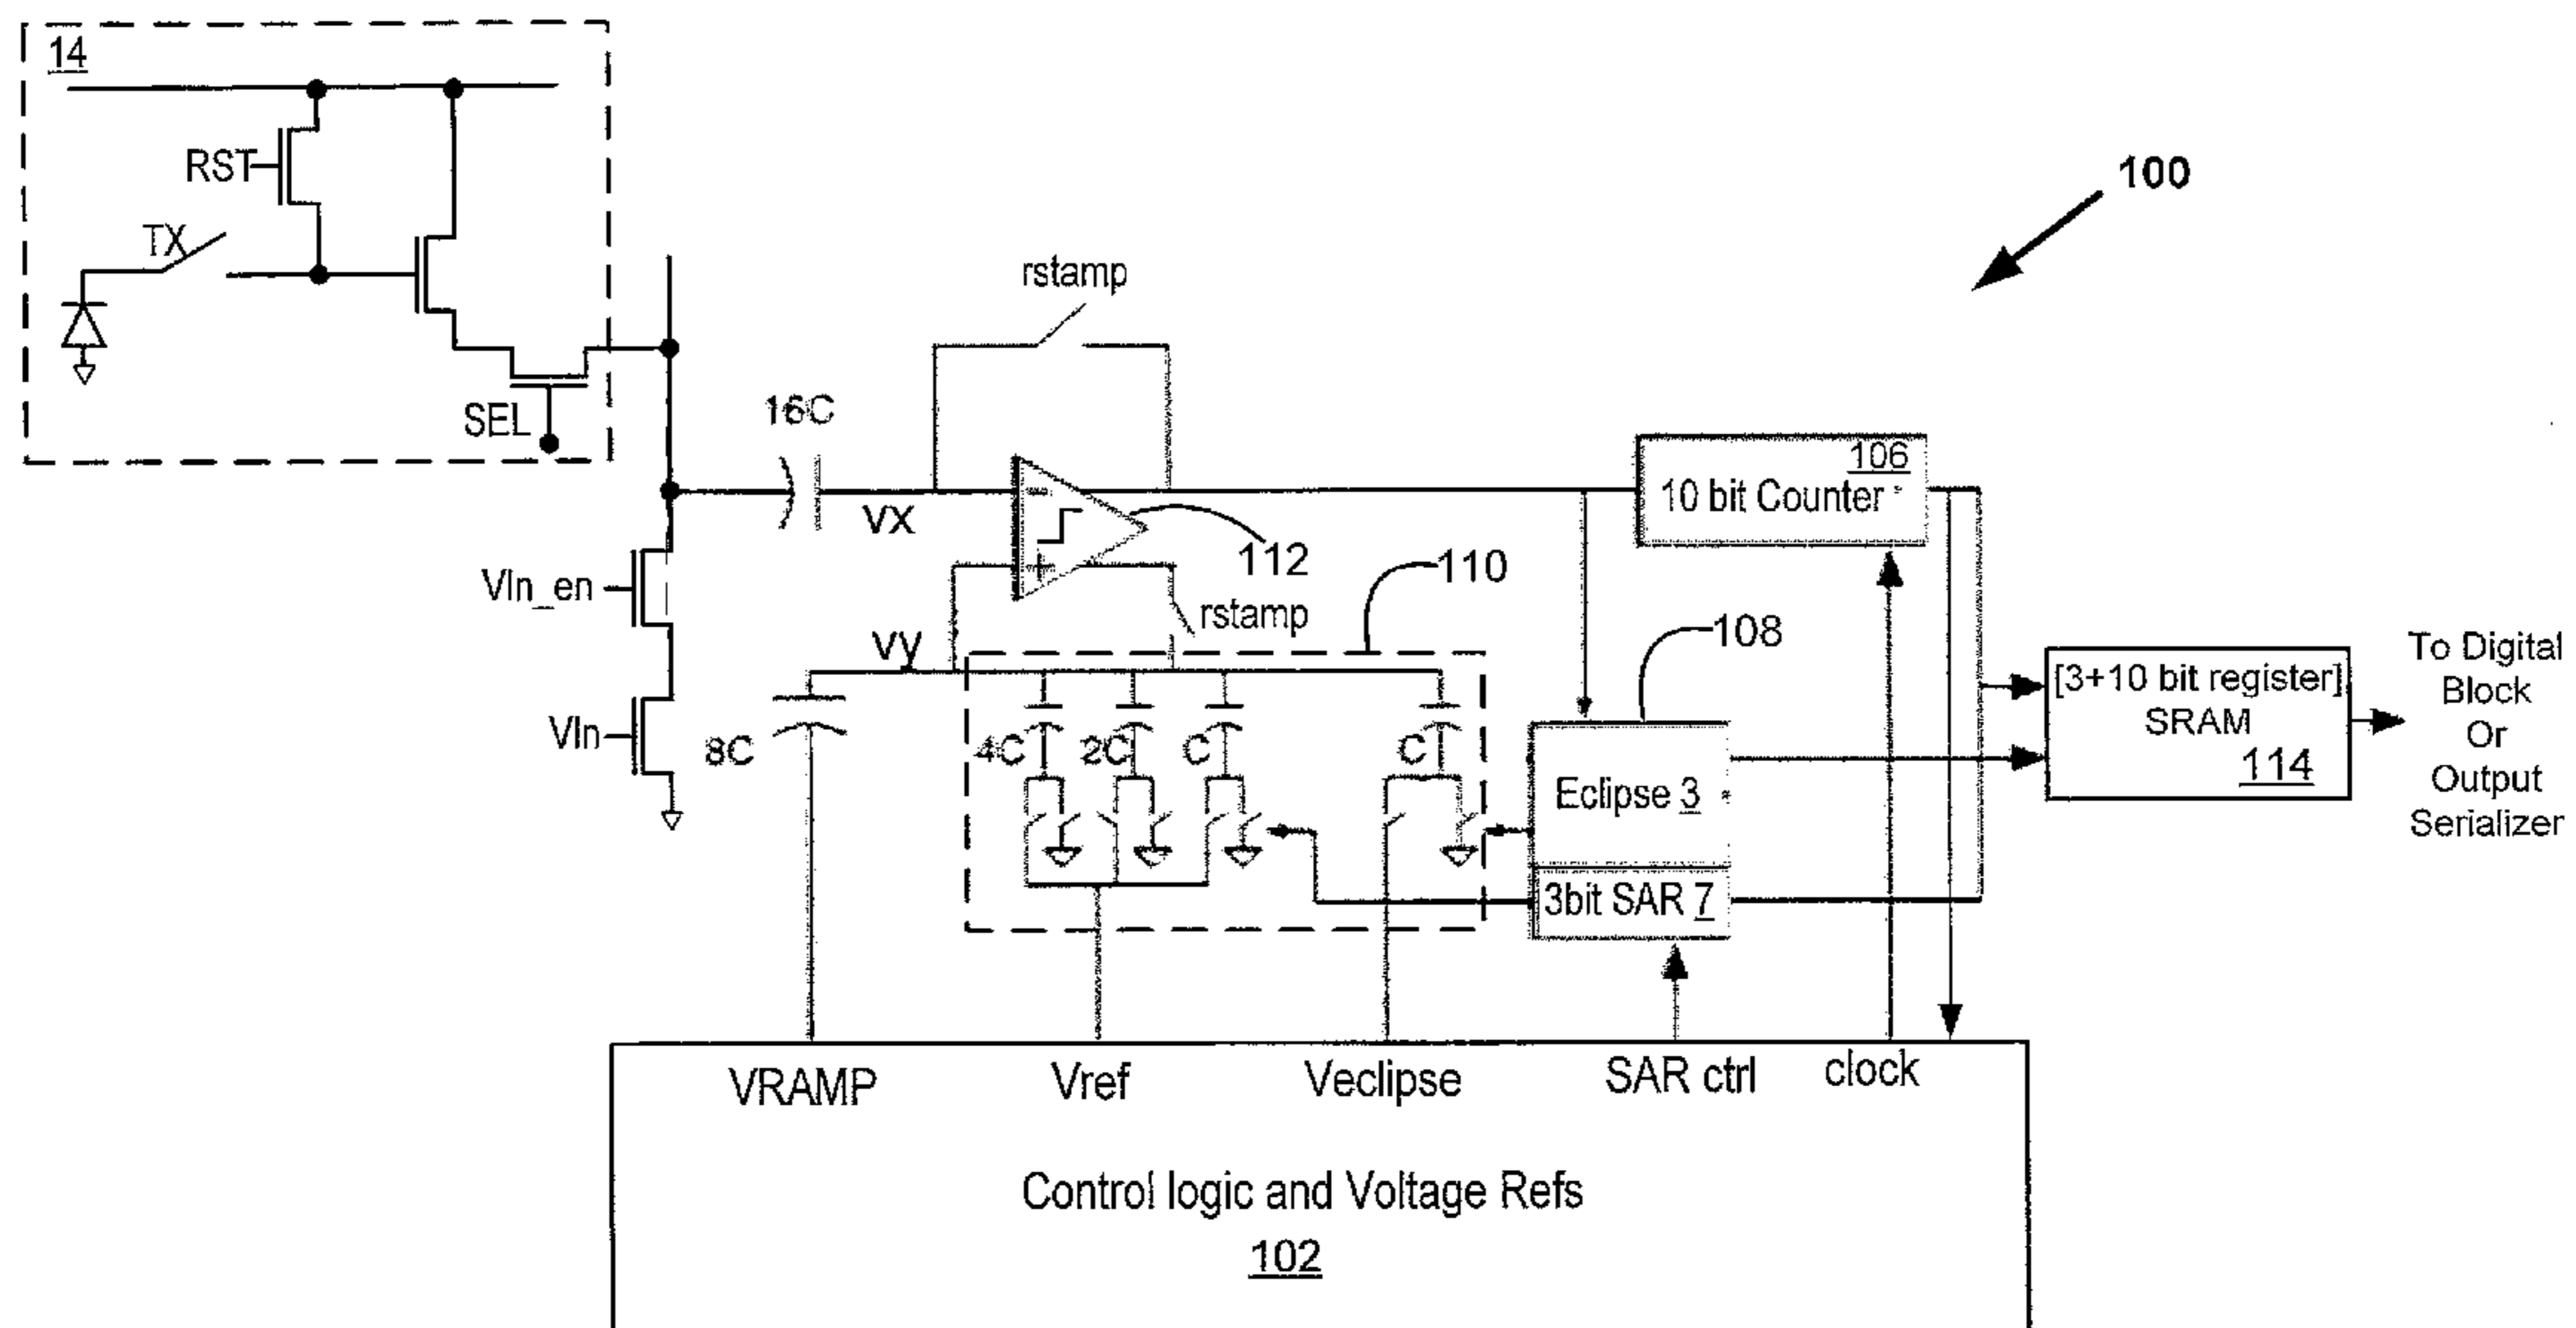 14
RST
TX
SEL
100
rstamp
16C
vx
112
106
10 bit Counter
Vln_en
rstamp
110
108
vy
Vln
8C
4C
2C
C
C
Eclipse 3
3bit SAR 7
[3+10 bit register]
SRAM
114
To Digital
Block
Or
Output
Serializer
VRAMP
Vref
Veclipse
SAR ctrl
clock
Control logic and Voltage Refs
102